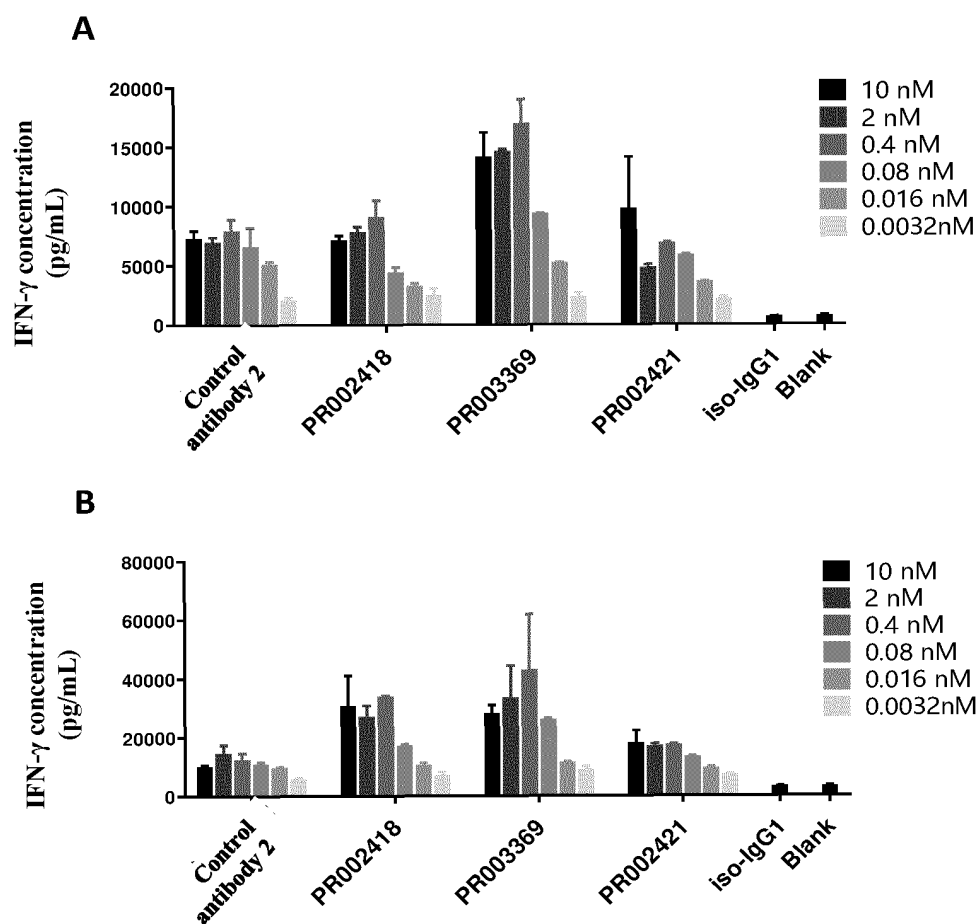 A
IFN-γ concentration
(pg/mL)
20000
15000
10000
5000
0
10 nM
2 nM
0.4 nM
0.08 nM
0.016 nM
0.0032nM
Control
antibody 2
PR002418
PR003369
PR002421
iso-IgG1
Blank
B
IFN-γ concentration
(pg/mL)
80000
60000
40000
20000
0
10 nM
2 nM
0.4 nM
0.08 nM
0.016 nM
0.0032nM
Control
antibody 2
PR002418
PR003369
PR002421
iso-IgG1
Blank